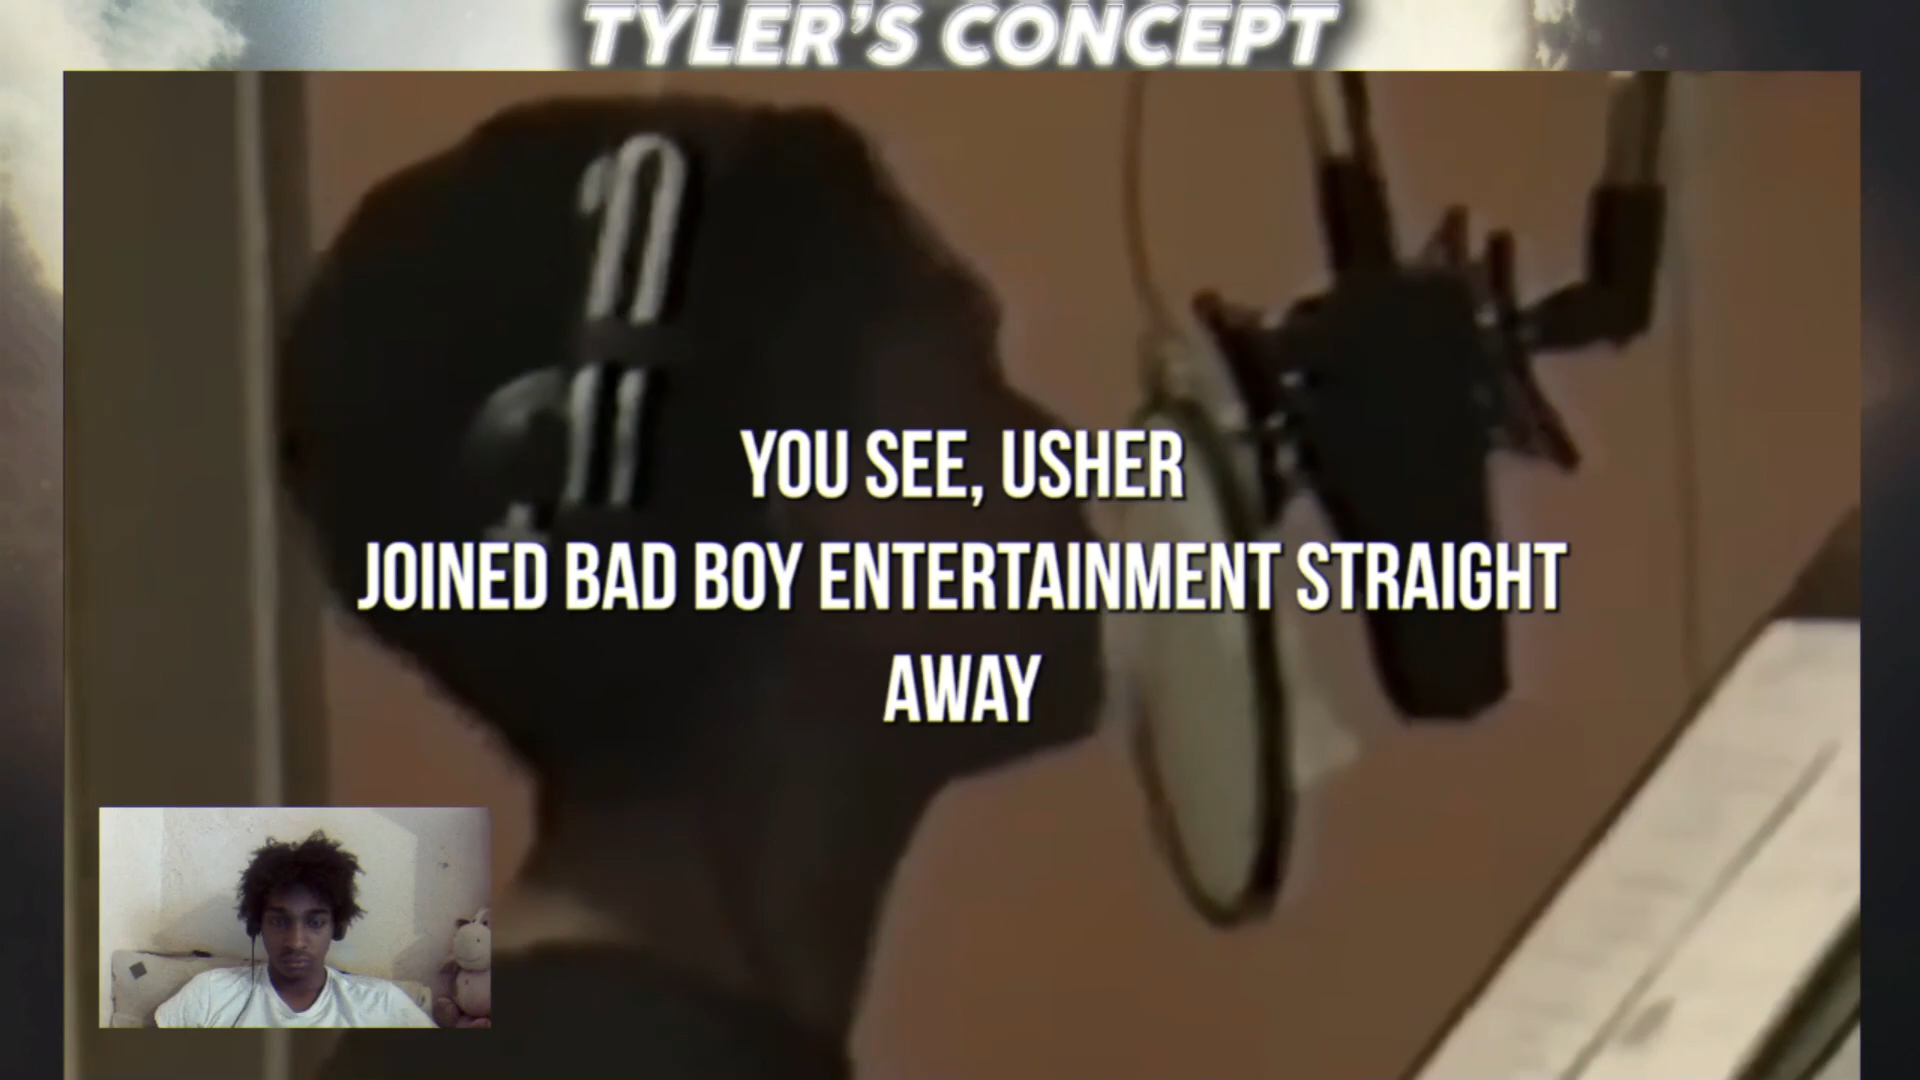 TYLER'S CONCEPT
YOU SEE, USHER
JOINED BAD BOY ENTERTAINMENT STRAIGHT
AWAY